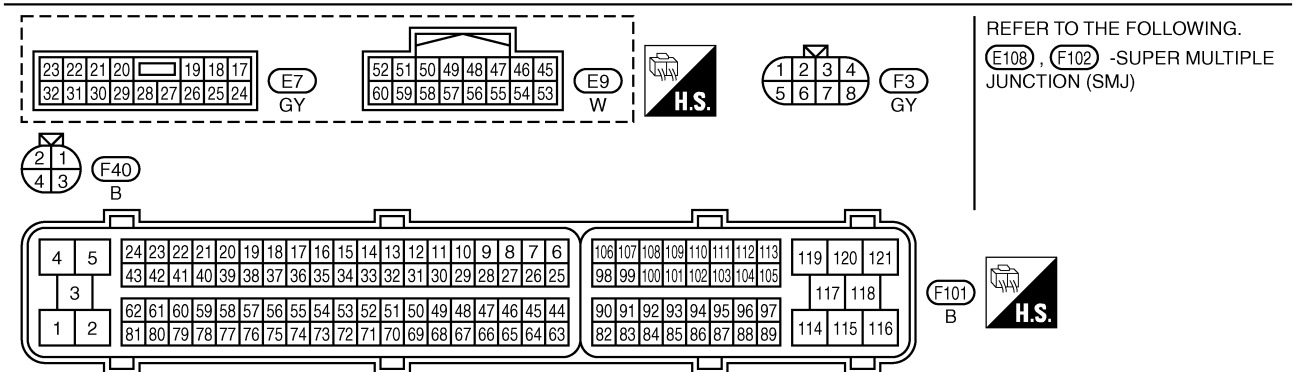 REFER TO THE FOLLOWING.
E108 , F102 -SUPER MULTIPLE
JUNCTION (SMJ)
23 22 21 20 19 18 17
32 31 30 29 28 27 26 25 24
E7
GY
52 51 50 49 48 47 46 45
60 59 58 57 56 55 54 53
E9
W
H.S.
1 2 3 4
5 6 7 8
F3
GY
2 1
4 3
F40
B
4 5
3
1 2
24 23 22 21 20 19 18 17 16 15 14 13 12 11 10 9 8 7 6
43 42 41 40 39 38 37 36 35 34 33 32 31 30 29 28 27 26 25
62 61 60 59 58 57 56 55 54 53 52 51 50 49 48 47 46 45 44
81 80 79 78 77 76 75 74 73 72 71 70 69 68 67 66 65 64 63
106 107 108 109 110 111 112 113
98 99 100 101 102 103 104 105
90 91 92 93 94 95 96 97
82 83 84 85 86 87 88 89
119 120 121
117 118
114 115 116
F101
B
H.S.